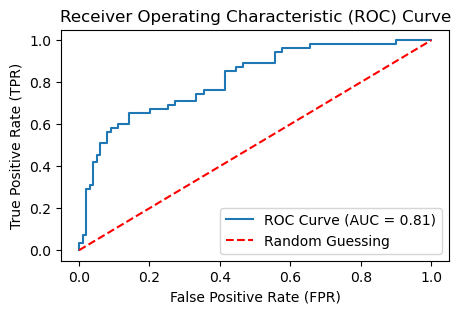 Receiver Operating Characteristic (ROC) Curve
True Positive Rate (TPR)
1.0
0.8
0.6
0.4
0.2
0.0
ROC Curve (AUC = 0.81)
Random Guessing
0.0 0.2 0.4 0.6 0.8 1.0
False Positive Rate (FPR)